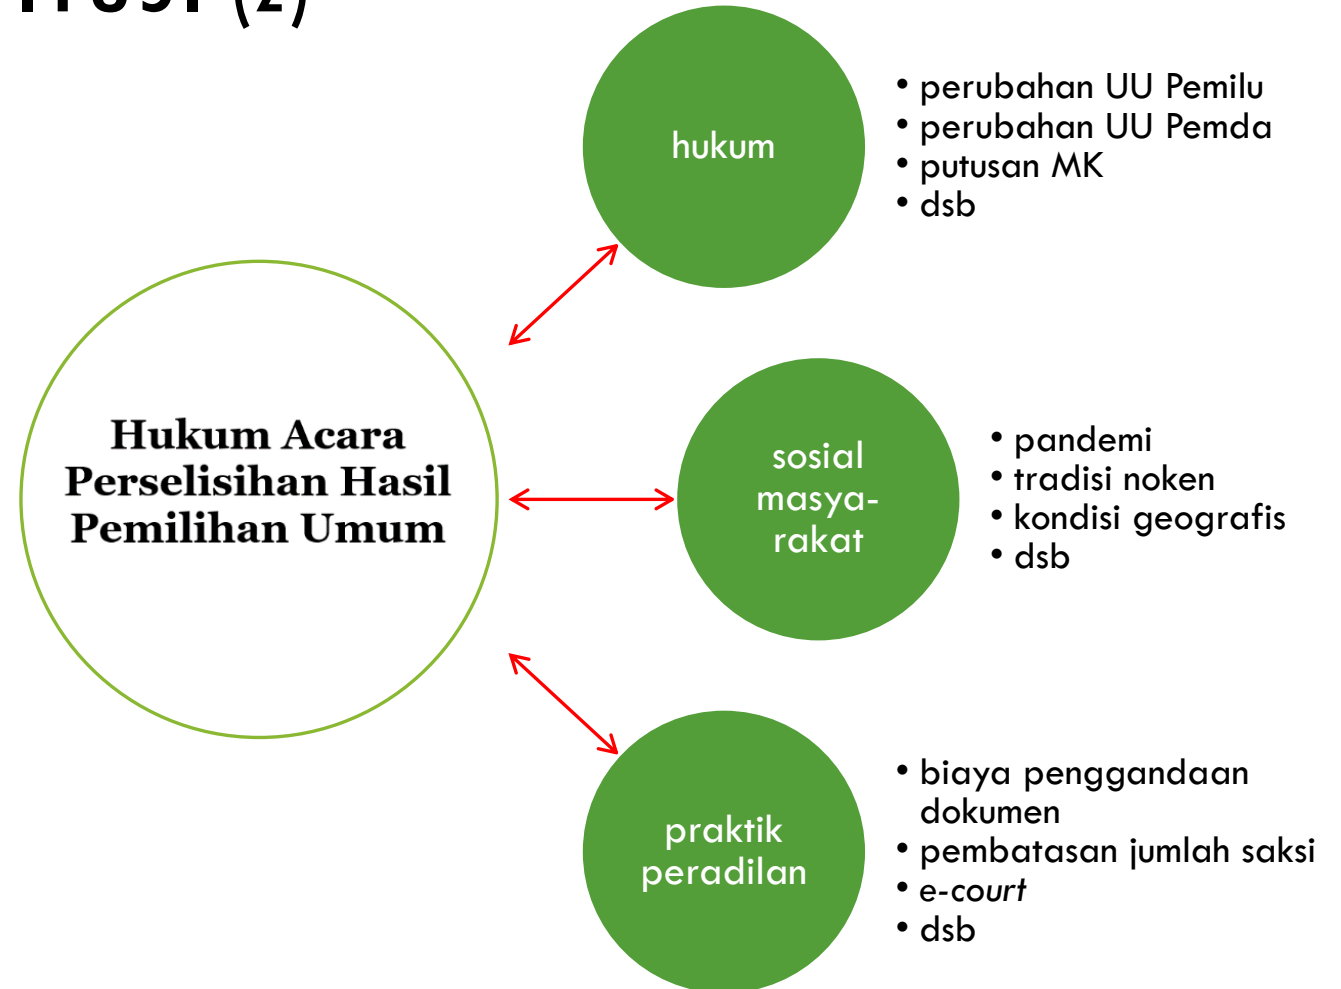 (2)
hukum
• perubahan UU Pemilu
• perubahan UU Pemda
• putusan MK
• dsb
Hukum Acara
Perselisihan Hasil
Pemilihan Umum
sosial
masya-
rakat
• pandemi
• tradisi noken
• kondisi geografis
• dsb
praktik
peradilan
• biaya penggandaan
dokumen
• pembatasan jumlah saksi
• e-court
• dsb